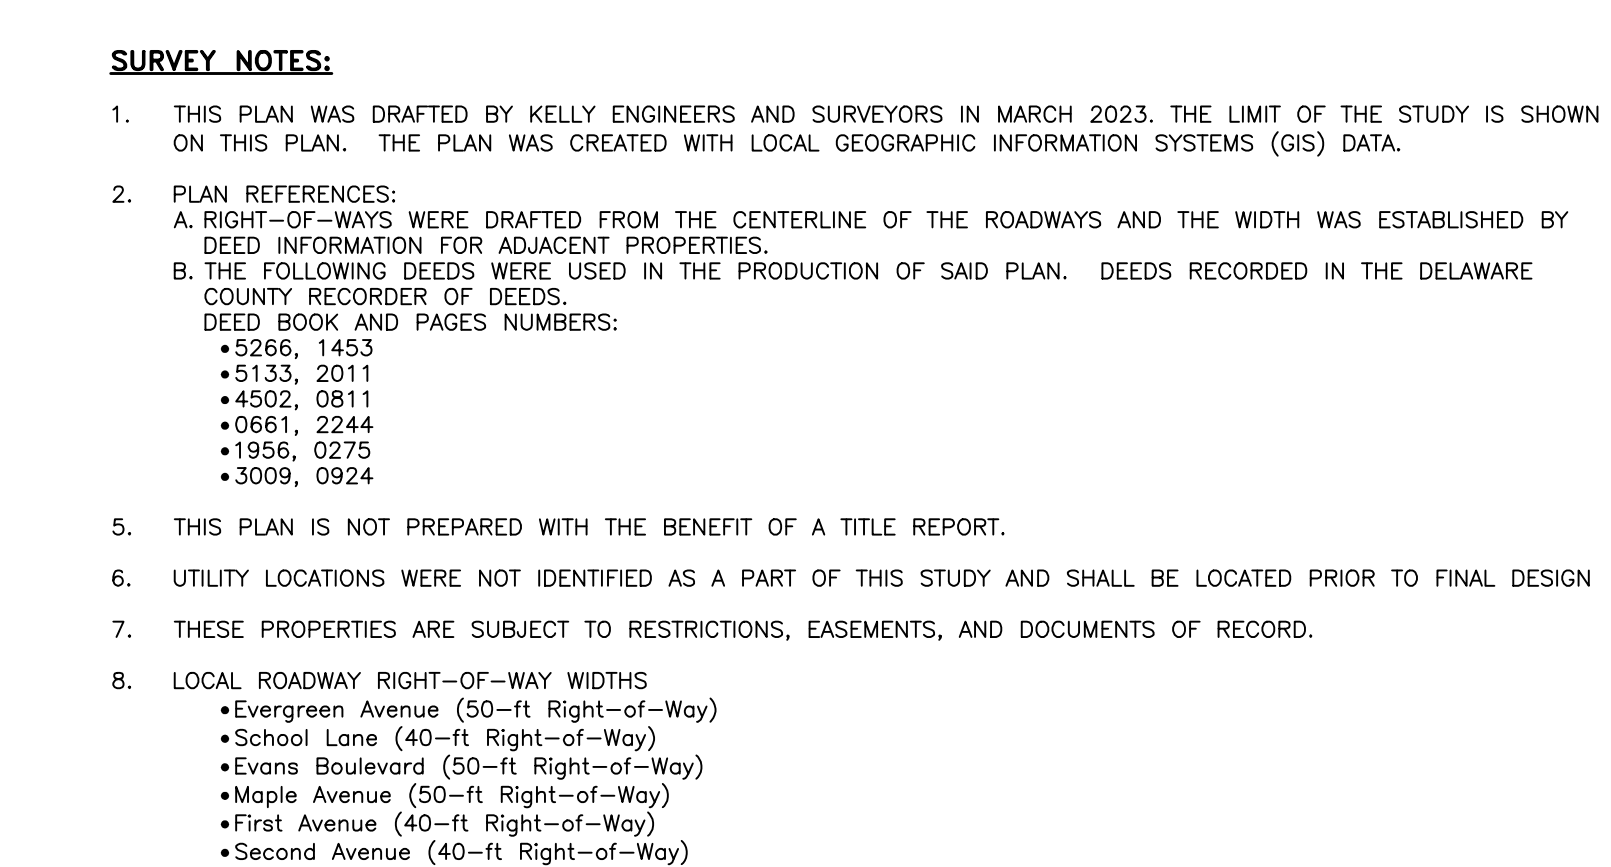 SURVEY NOTES:
1. THIS PLAN WAS DRAFTED BY KELLY ENGINEERS AND SURVEYORS IN MARCH 2023. THE LIMIT OF THE STUDY IS SHOWN
ON THIS PLAN. THE PLAN WAS CREATED WITH LOCAL GEOGRAPHIC INFORMATION SYSTEMS (GIS) DATA.
2. PLAN REFERENCES:
A. RIGHT-OF-WAYS WERE DRAFTED FROM THE CENTERLINE OF THE ROADWAYS AND THE WIDTH WAS ESTABLISHED BY
DEED INFORMATION FOR ADJACENT PROPERTIES.
B. THE FOLLOWING DEEDS WERE USED IN THE PRODUCTION OF SAID PLAN. DEEDS RECORDED IN THE DELAWARE
COUNTY RECORDER OF DEEDS.
DEED BOOK AND PAGES NUMBERS:
•5266, 1453
•5133, 2011
•4502, 0811
•0661, 2244
•1956, 0275
•3009, 0924
5. THIS PLAN IS NOT PREPARED WITH THE BENEFIT OF A TITLE REPORT.
6. UTILITY LOCATIONS WERE NOT IDENTIFIED AS A PART OF THIS STUDY AND SHALL BE LOCATED PRIOR TO FINAL DESIGN
7. THESE PROPERTIES ARE SUBJECT TO RESTRICTIONS, EASEMENTS, AND DOCUMENTS OF RECORD.
8. LOCAL ROADWAY RIGHT-OF-WAY WIDTHS
•Evergreen Avenue (50-ft Right-of-Way)
•School Lane (40-ft Right-of-Way)
•Evans Boulevard (50-ft Right-of-Way)
•Maple Avenue (50-ft Right-of-Way)
•First Avenue (40-ft Right-of-Way)
•Second Avenue (40-ft Right-of-Way)